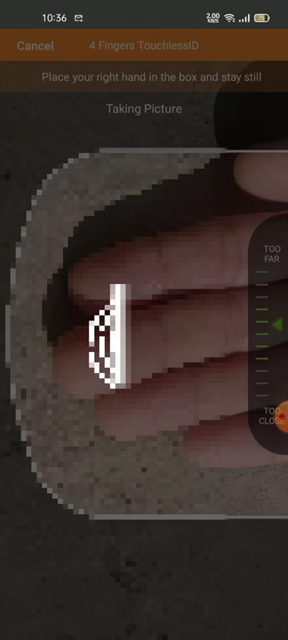 10:36
2.00
KB/S
Cancel
4 Fingers TouchlessID
Place your right hand in the box and stay still
Taking Picture
TOO
FAR
TOO
CLOSE